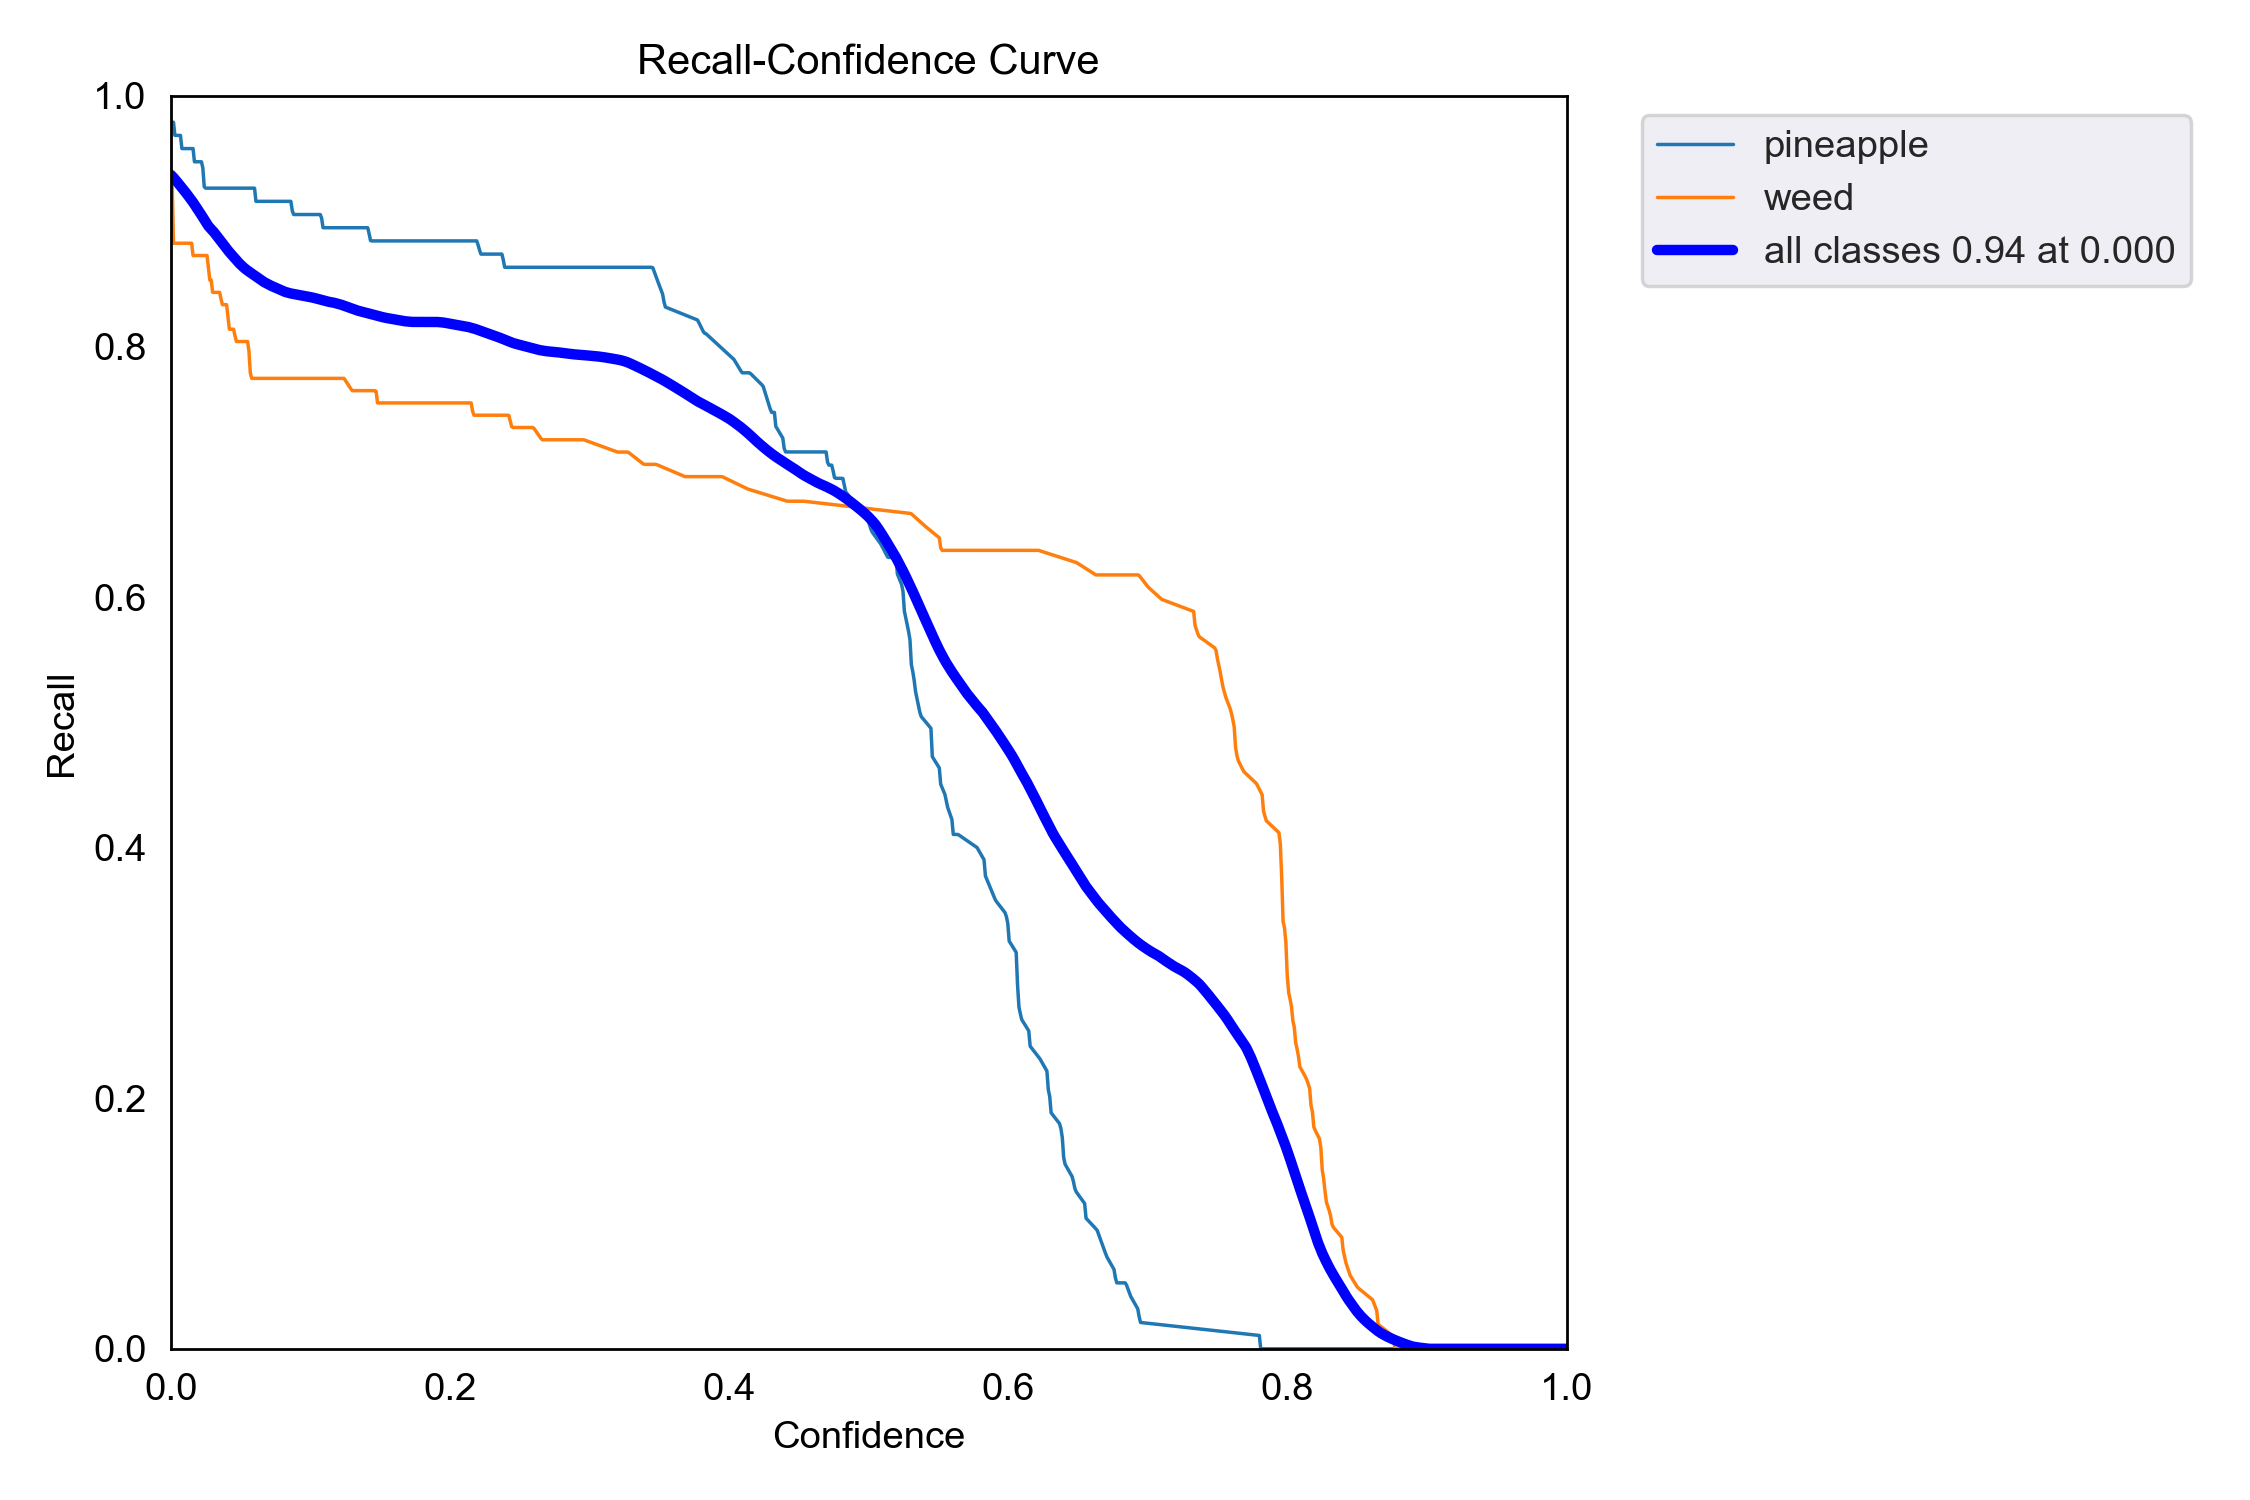 Recall-Confidence Curve
1.0
0.8
0.6
0.4
0.2
0.0
Recall
0.0 0.2 0.4 0.6 0.8 1.0
Confidence
pineapple
weed
all classes 0.94 at 0.000